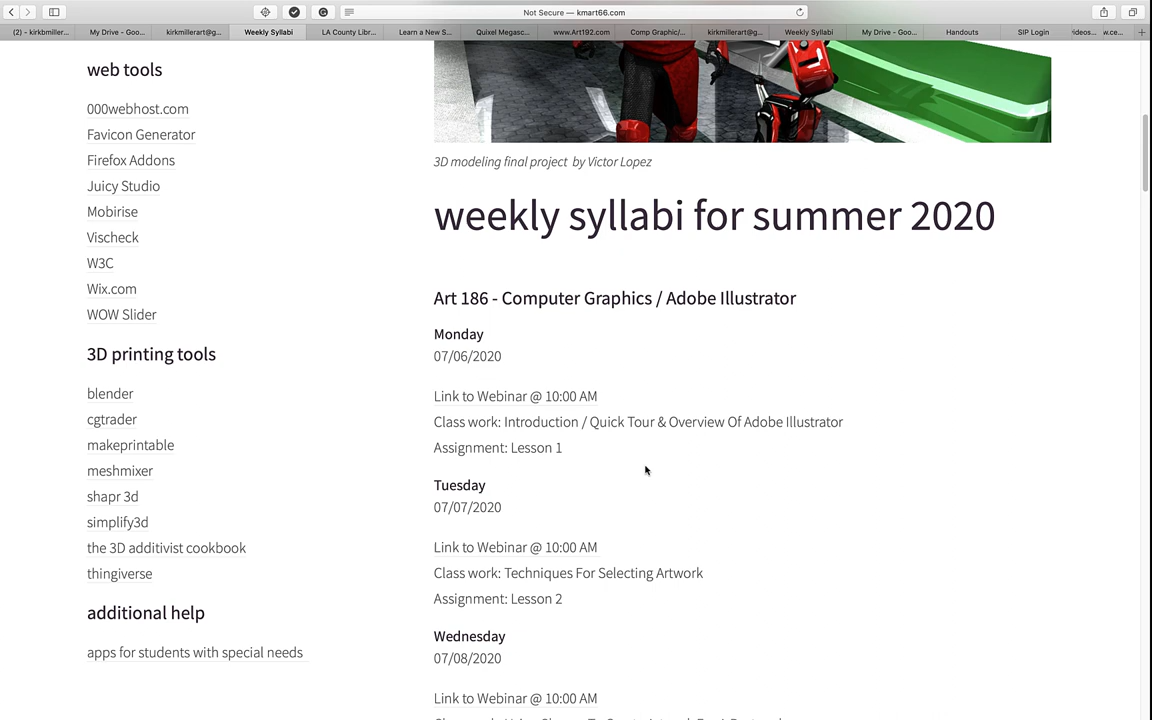 Not Secure — kmart66.com
(2) - kirkbmiller...
My Drive - Goo...
kirkmillerart@g...
Weekly Syllabi
LA County Libr...
Learn a New S...
Quixel Megasc...
www.Art192.com
Comp Graphic/...
kirkmillerart@g...
Weekly Syllabi
My Drive - Goo...
Handouts
SIP Login
web tools
000webhost.com
Favicon Generator
Firefox Addons
Juicy Studio
Mobirise
Vischeck
W3C
Wix.com
WOW Slider
3D printing tools
blender
cgtrader
makeprintable
meshmixer
shapr 3d
simplify3d
the 3D additivist cookbook
thingiverse
additional help
apps for students with special needs
3D modeling final project by Victor Lopez
weekly syllabi for summer 2020
Art 186 - Computer Graphics / Adobe Illustrator
Monday
07/06/2020
Link to Webinar @ 10:00 AM
Class work: Introduction / Quick Tour & Overview Of Adobe Illustrator
Assignment: Lesson 1
Tuesday
07/07/2020
Link to Webinar @ 10:00 AM
Class work: Techniques For Selecting Artwork
Assignment: Lesson 2
Wednesday
07/08/2020
Link to Webinar @ 10:00 AM